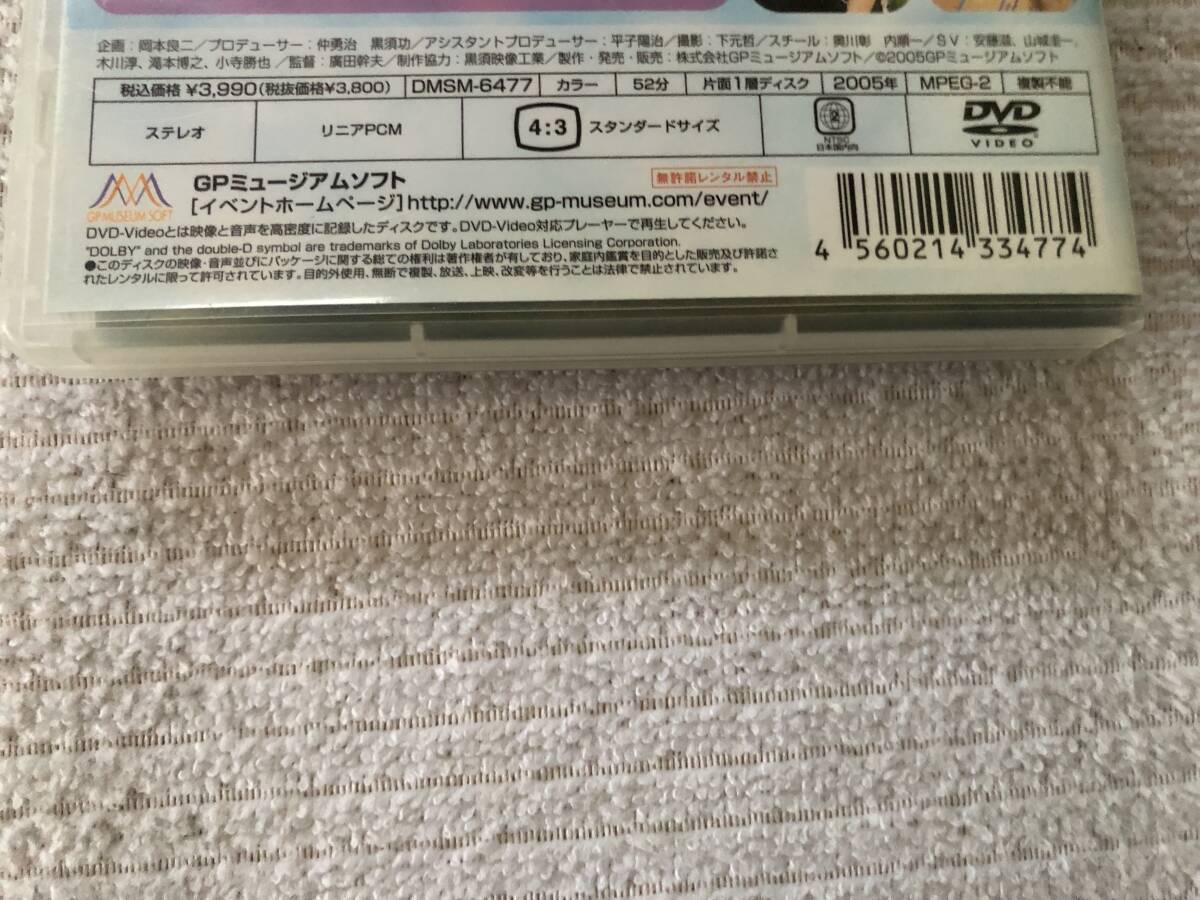 企画：岡本良二／プロデューサー：仲勇治　黒須功／アシスタントプロデューサー：平子陽治／撮影：下元哲／スチール：奥川彰　内順一／SV：安藤溢、山城圭一、
木川淳、滝本博之、小寺勝也／監督：廣田幹夫／制作協力：黒須映像工業／製作・発売・販売：株式会社GPミュージアムソフト／©2005GPミュージアムソフト
税込価格 ¥3,990(税抜価格¥3,800) DMSM-6477 カラー 52分 片面1層ディスク 2005年 MPEG-2 複製不能
ステレオ リニアPCM 4:3 スタンダードサイズ 2 NTSC 日本国内向 DVD VIDEO
GP MUSEUM SOFT
GPミュージアムソフト 無許諾レンタル禁止
[イベントホームページ]http://www.gp-museum.com/event/
DVD-Videoとは映像と音声を高密度に記録したディスクです。DVD-Video対応プレーヤーで再生してください。
"DOLBY" and the double-D symbol are trademarks of Dolby Laboratories Licensing Corporation.
●このディスクの映像・音声並びにパッケージに関する総ての権利は著作権者が有しており、家庭内鑑賞を目的とした販売及び許諾さ
れたレンタルに限って許可されています。目的外使用、無断で複製、放送、上映、改変等を行うことは法律で禁止されています。
4 560214 334774